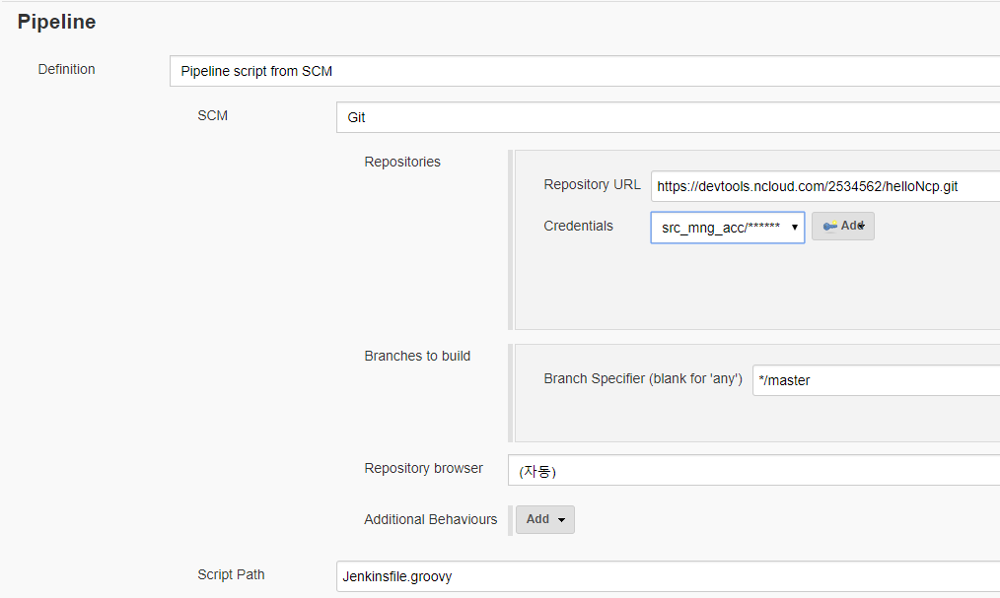 Pipeline
Definition
Pipeline script from SCM
SCM
Git
Repositories
Repository URL
https://devtools.ncloud.com/2534562/helloNcp.git
Credentials
src_mng_acc/******
Add
Branches to build
Branch Specifier (blank for 'any')
*/master
Repository browser
(자동)
Additional Behaviours
Add
Script Path
Jenkinsfile.groovy